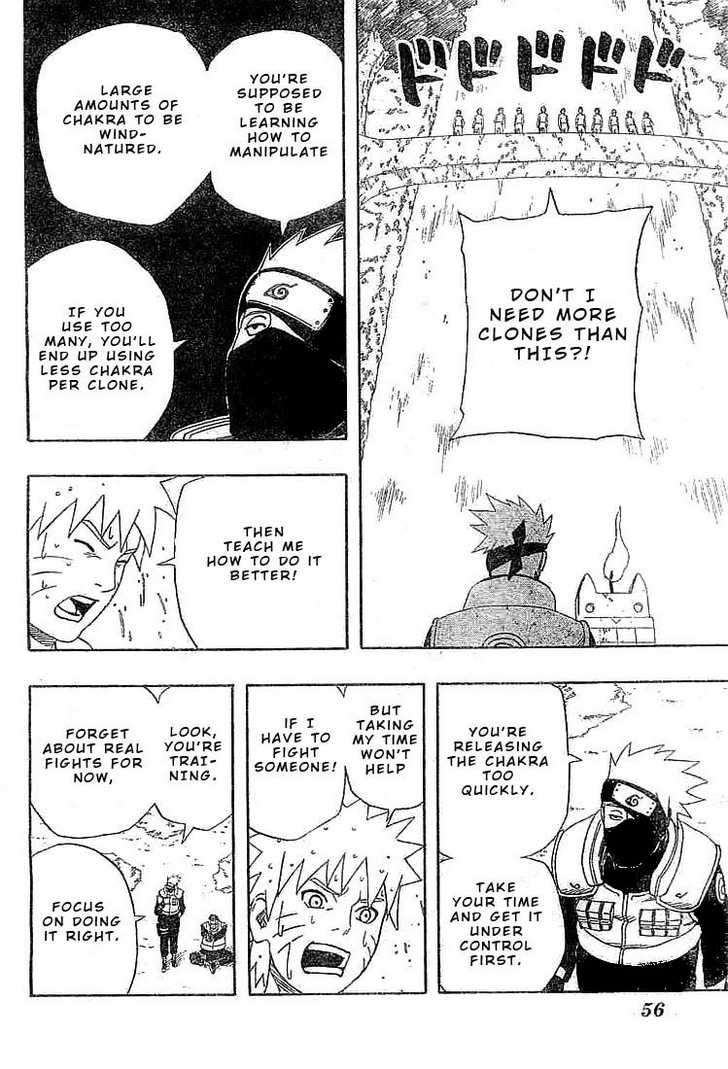 ドドドドド
DON'T I
NEED MORE
CLONES THAN
THIS?!
YOU'RE
SUPPOSED
TO BE
LEARNING
HOW TO
MANIPULATE
LARGE
AMOUNTS OF
CHAKRA TO BE
WIND-
NATURED.
IF YOU
USE TOO
MANY, YOU'LL
END UP USING
LESS CHAKRA
PER CLONE.
THEN
TEACH ME
HOW TO DO IT
BETTER!
YOU'RE
RELEASING
THE CHAKRA
TOO
QUICKLY.
TAKE
YOUR TIME
AND GET IT
UNDER
CONTROL
FIRST.
BUT
TAKING
MY TIME
WON'T
HELP
IF I
HAVE TO
FIGHT
SOMEONE!
LOOK,
YOU'RE
TRAI-
NING.
FORGET
ABOUT REAL
FIGHTS FOR
NOW,
FOCUS
ON DOING
IT RIGHT.
56